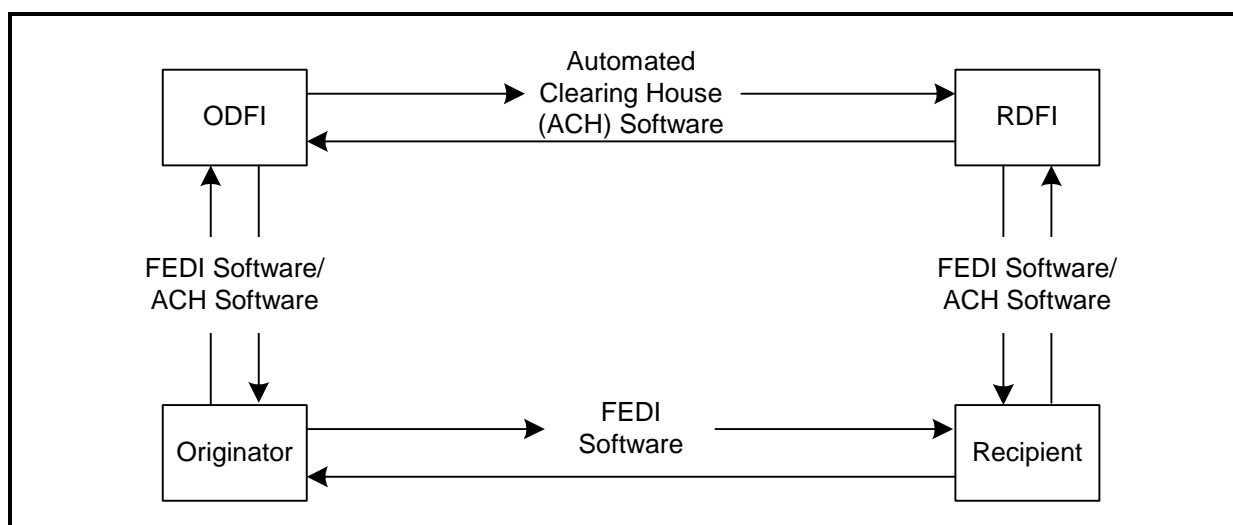 Automated
Clearing House
(ACH) Software
ODFI
RDFI
FEDI Software/
ACH Software
FEDI Software/
ACH Software
FEDI
Software
Originator
Recipient